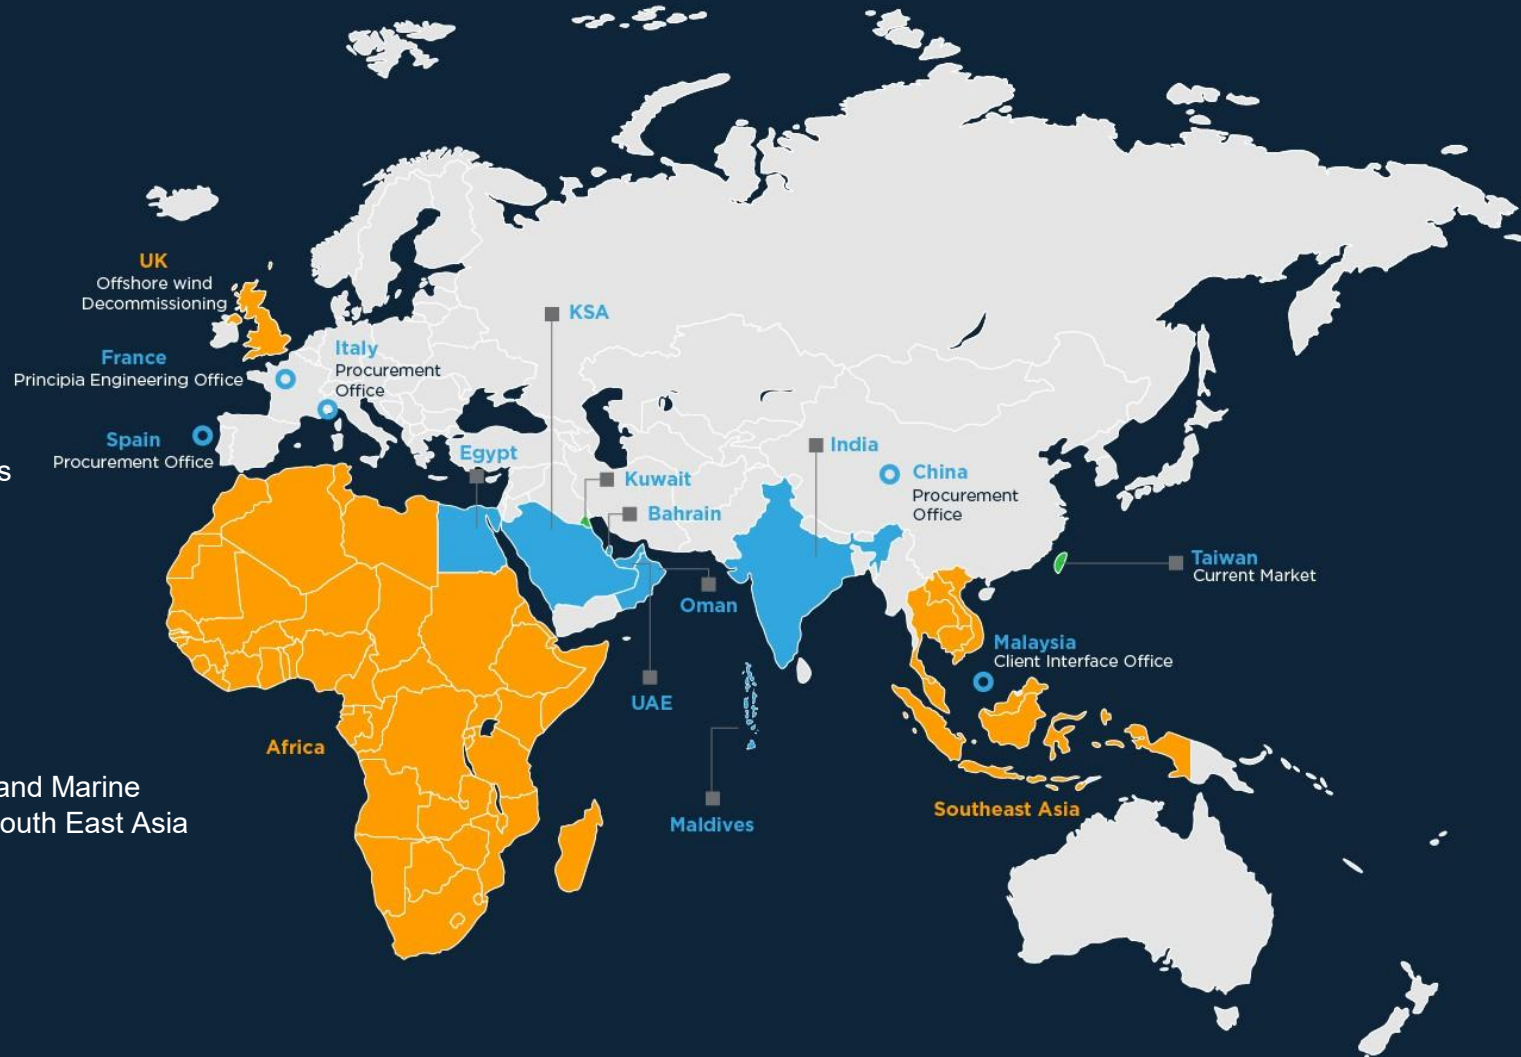 UK
Offshore wind
Decommissioning
KSA
France
Principia Engineering Office
Italy
Procurement
Office
Spain
Procurement Office
s
Egypt
Kuwait
Bahrain
India
China
Procurement
Office
Taiwan
Current Market
Oman
Malaysia
Client Interface Office
UAE
Africa
Maldives
Southeast Asia
and Marine
outh East Asia